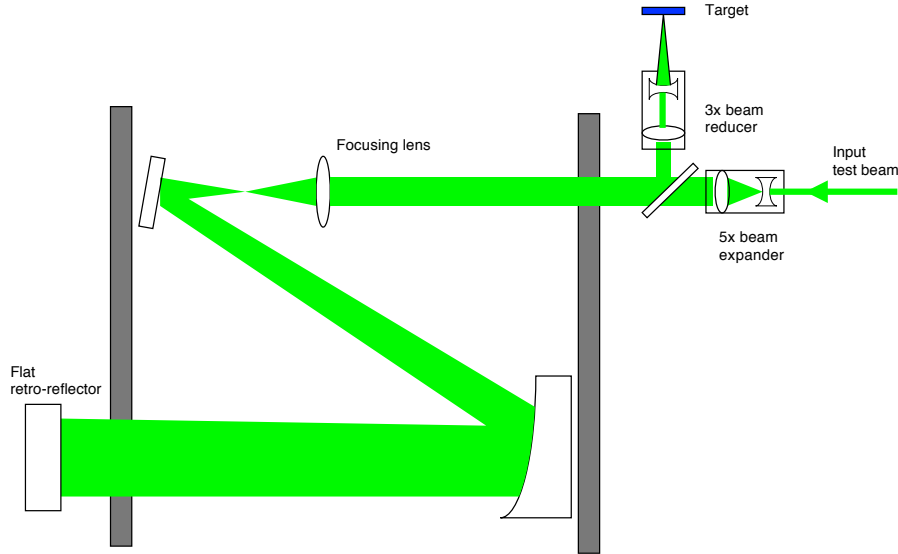 Target
3x beam
reducer
Focusing lens
Input
test beam
5x beam
expander
Flat
retro-reflector